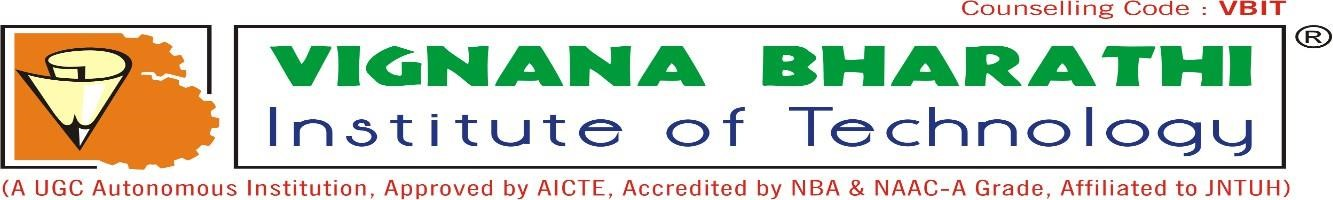 Counselling Code : VBIT
VIGNANA BHARATHI ®
Institute of Technology
(A UGC Autonomous Institution, Approved by AICTE, Accredited by NBA & NAAC-A Grade, Affiliated to JNTUH)